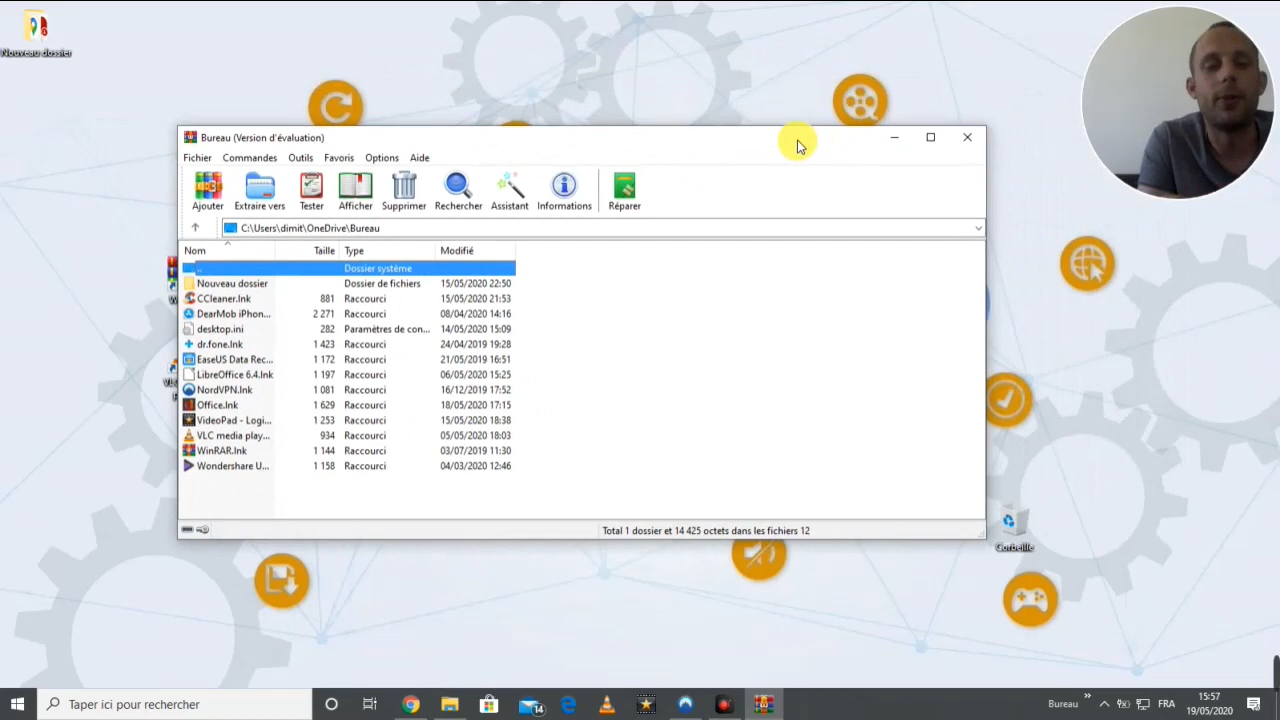 Nouveau dossier
Bureau (Version d'évaluation)
Fichier Commandes Outils Favoris Options Aide
Ajouter Extraire vers Tester Afficher Supprimer Rechercher Assistant Informations Réparer
C:\Users\dimit\OneDrive\Bureau
Nom Taille Type Modifié
.. Dossier système
Nouveau dossier Dossier de fichiers 15/05/2020 22:50
CCleaner.lnk 881 Raccourci 15/05/2020 21:53
DearMob iPhon... 2 271 Raccourci 08/04/2020 14:16
desktop.ini 282 Paramètres de con... 14/05/2020 15:09
dr.fone.lnk 1 423 Raccourci 24/04/2019 19:28
EaseUS Data Rec... 1 172 Raccourci 21/05/2019 16:51
LibreOffice 6.4.lnk 1 197 Raccourci 06/05/2020 15:25
NordVPN.lnk 1 081 Raccourci 16/12/2019 17:52
Office.lnk 1 629 Raccourci 18/05/2020 17:15
VideoPad - Logi... 1 253 Raccourci 15/05/2020 18:38
VLC media play... 934 Raccourci 05/05/2020 18:03
WinRAR.lnk 1 144 Raccourci 03/07/2019 11:30
Wondershare U... 1 158 Raccourci 04/03/2020 12:46
Total 1 dossier et 14 425 octets dans les fichiers 12
Corbeille
Taper ici pour rechercher
14
Bureau
FRA
15:57
19/05/2020